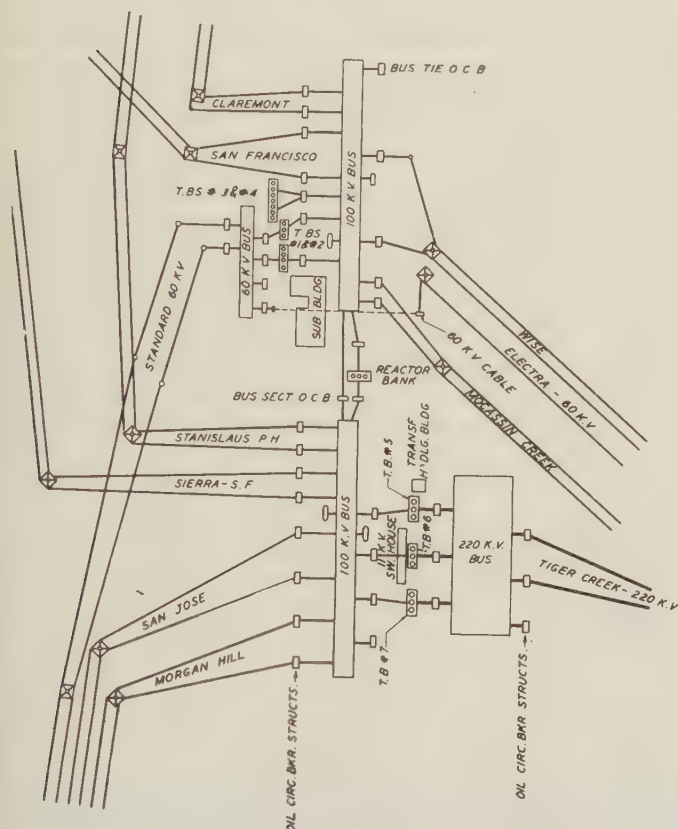 BUS TIE O C B
CLAREMONT
SAN FRANCISCO
T.BS # 3 & # 4
100 K.V BUS
T BS
#1&#2
60 K V BUS
SUB BLDG
STANDARD 60 KV
60 K V CABLE
WISE
ELECTRA - 60 K.V
MOCASSIN CREEK
REACTOR
BANK
BUS SECT O C B
STANISLAUS P H
SIERRA - S. F
T.B #5
TRANSF
H'DLG. BLDG
100 K.V BUS
11 K V
SW. HOUSE
T.B #6
220 K.V.
BUS
TIGER CREEK - 220 K.V
SAN JOSE
MORGAN HILL
T.B #7
OIL CIRC. BKR. STRUCTS.
OIL CIRC. BKR STRUCTS